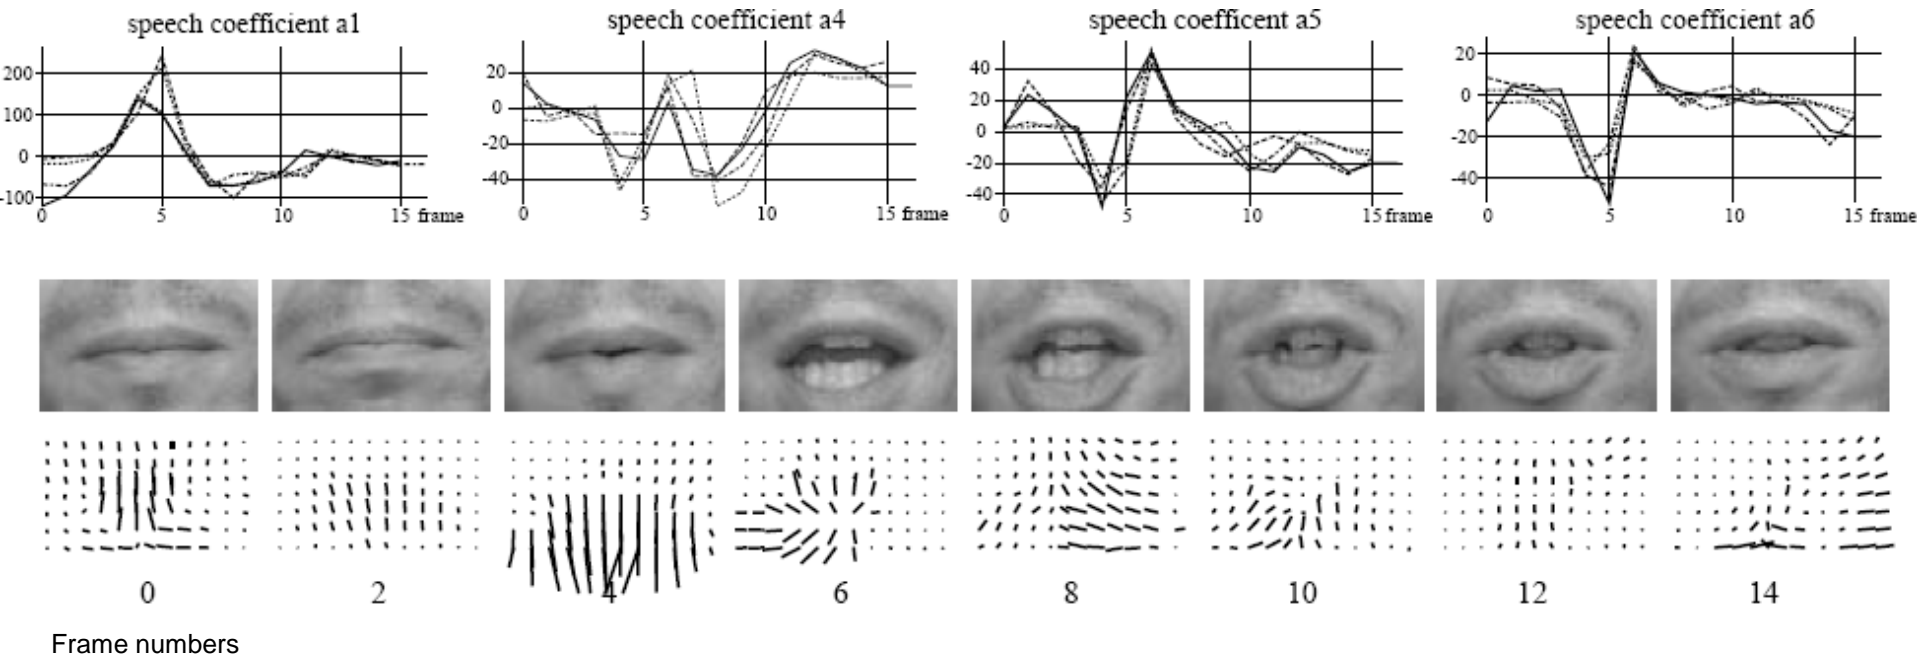 speech coefficient a1
200
100
0
-100
0 5 10 15 frame
speech coefficient a4
20
0
-20
-40
0 5 10 15 frame
speech coefficent a5
40
20
0
-20
-40
0 5 10 15 frame
speech coefficient a6
20
0
-20
-40
0 5 10 15 frame
0 2 4 6 8 10 12 14
Frame numbers